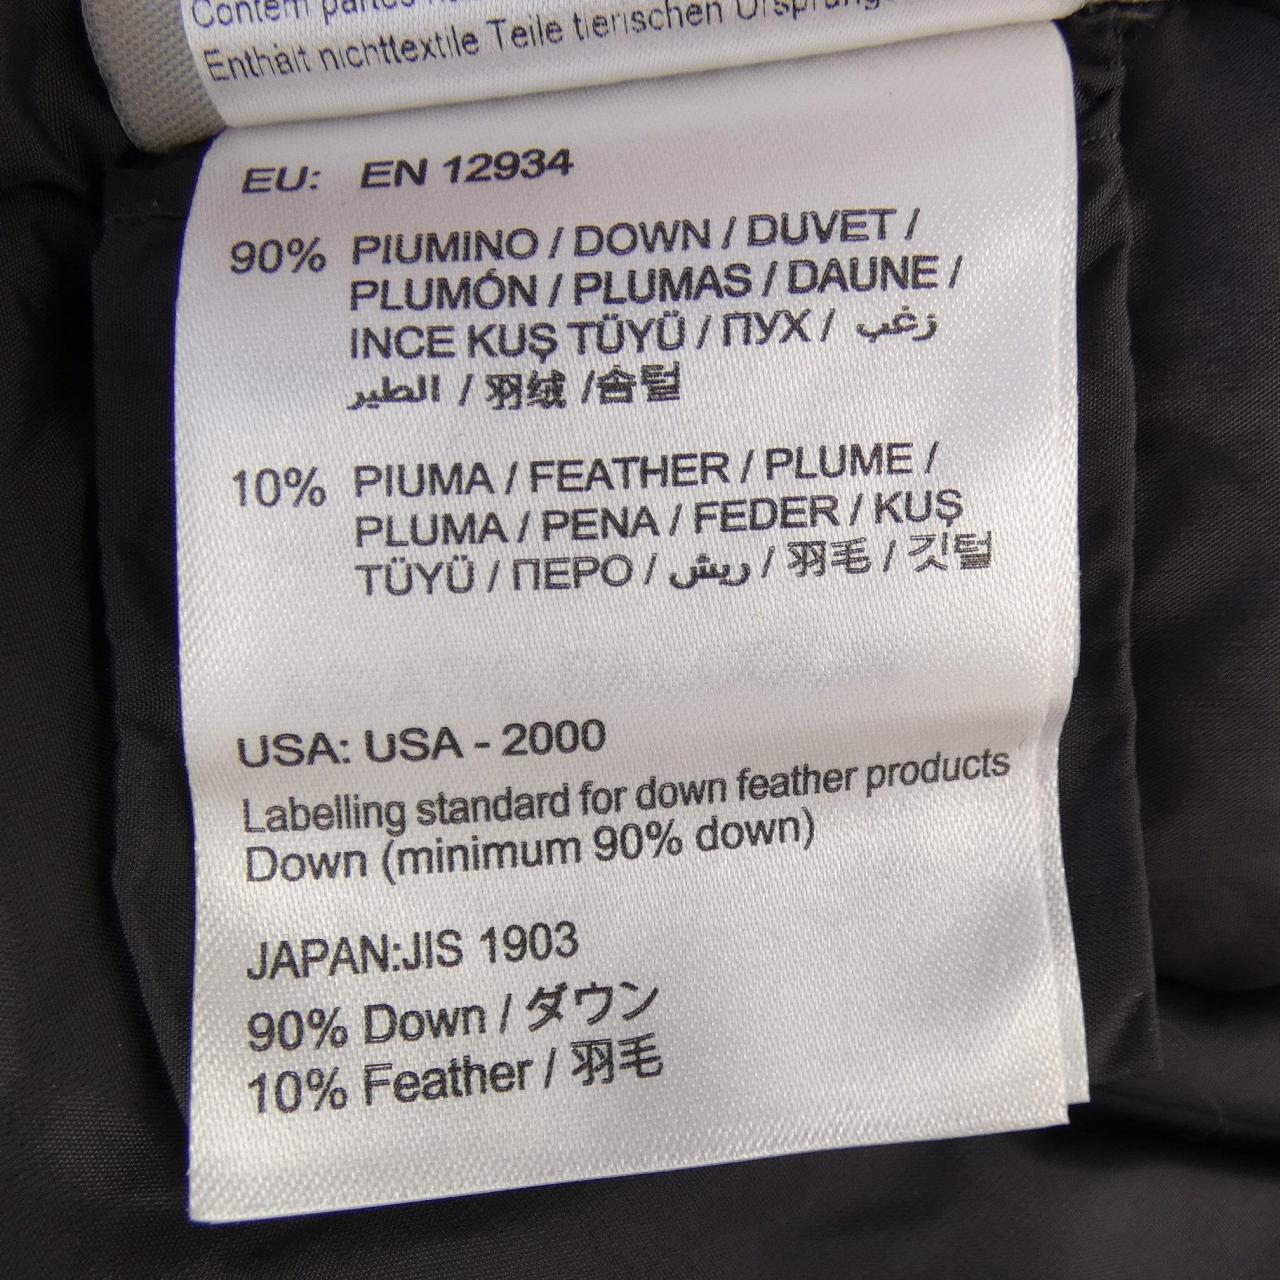 Contém partes
Enthält nichttextile Teile tierischen Ursprungs
EU: EN 12934
90% PIUMINO / DOWN / DUVET /
PLUMÓN / PLUMAS / DAUNE /
INCE KUŞ TÜYÜ / ПУХ / زغب
الطير / 羽绒 /솜털
10% PIUMA / FEATHER / PLUME /
PLUMA / PENA / FEDER / KUŞ
TÜYÜ / ПЕРО / ريش / 羽毛 / 깃털
USA: USA - 2000
Labelling standard for down feather products
Down (minimum 90% down)
JAPAN:JIS 1903
90% Down / ダウン
10% Feather / 羽毛